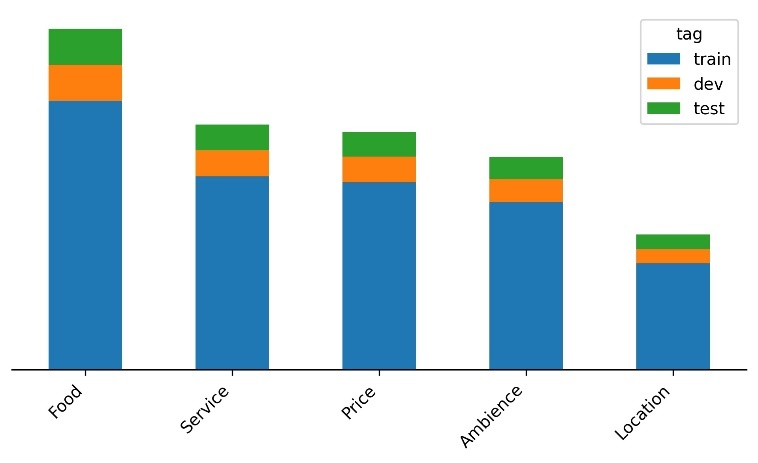 tag
train
dev
test
Food
Service
Price
Ambience
Location